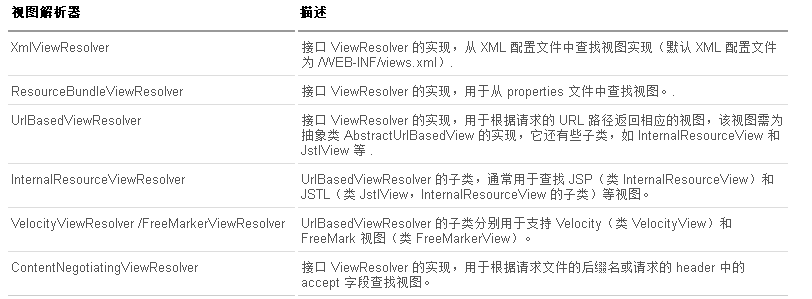 视图解析器 描述
XmlViewResolver 接口 ViewResolver 的实现，从 XML 配置文件中查找视图实现（默认 XML 配置文件
为 /WEB-INF/views.xml）.
ResourceBundleViewResolver 接口 ViewResolver 的实现，用于从 properties 文件中查找视图。.
UrlBasedViewResolver 接口 ViewResolver 的实现，用于根据请求的 URL 路径返回相应的视图，该视图需为
抽象类 AbstractUrlBasedView 的实现，它还有些子类，如 InternalResourceView 和
JstlView 等 .
InternalResourceViewResolver UrlBasedViewResolver 的子类，通常用于查找 JSP（类 InternalResourceView）和
JSTL（类 JstlView，InternalResourceView 的子类）等视图。
VelocityViewResolver /FreeMarkerViewResolver UrlBasedViewResolver 的子类分别用于支持 Velocity（类 VelocityView）和
FreeMark 视图（类 FreeMarkerView）。
ContentNegotiatingViewResolver 接口 ViewResolver 的实现，用于根据请求文件的后缀名或请求的 header 中的
accept 字段查找视图。